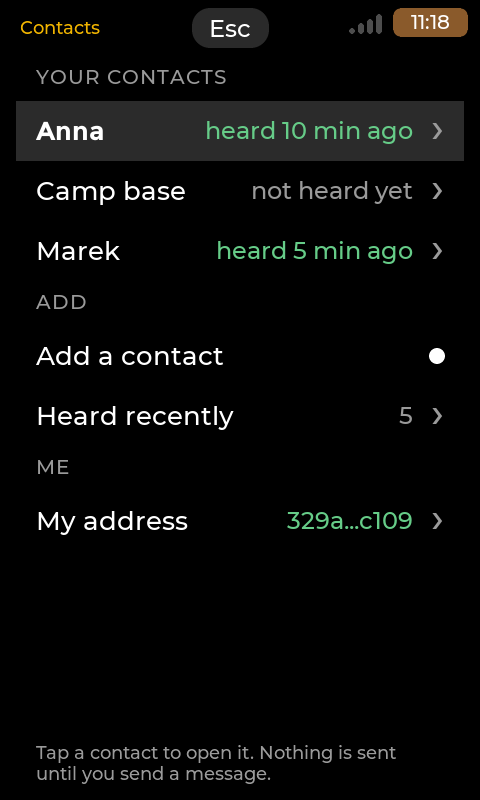 Contacts
Esc
11:18
YOUR CONTACTS
Anna heard 10 min ago
Camp base not heard yet
Marek heard 5 min ago
ADD
Add a contact
Heard recently 5
ME
My address 329a...c109
Tap a contact to open it. Nothing is sent
until you send a message.